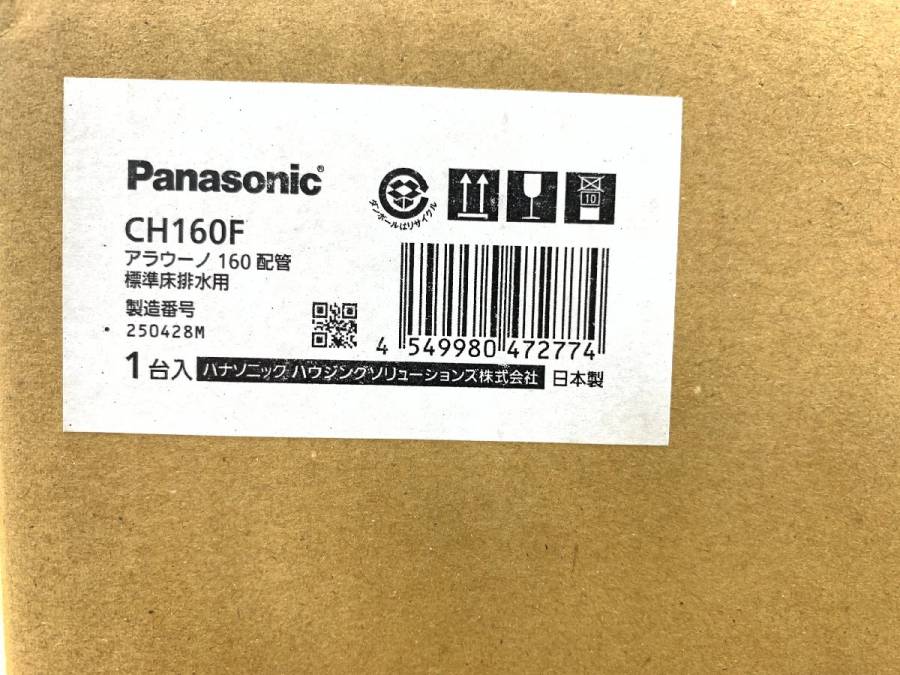 Panasonic®
ダンボールはリサイクル
10
CH160F
アラウーノ 160 配管
標準床排水用
製造番号
250428M
4 549980 472774
1台入 パナソニック ハウジングソリューションズ株式会社 日本製